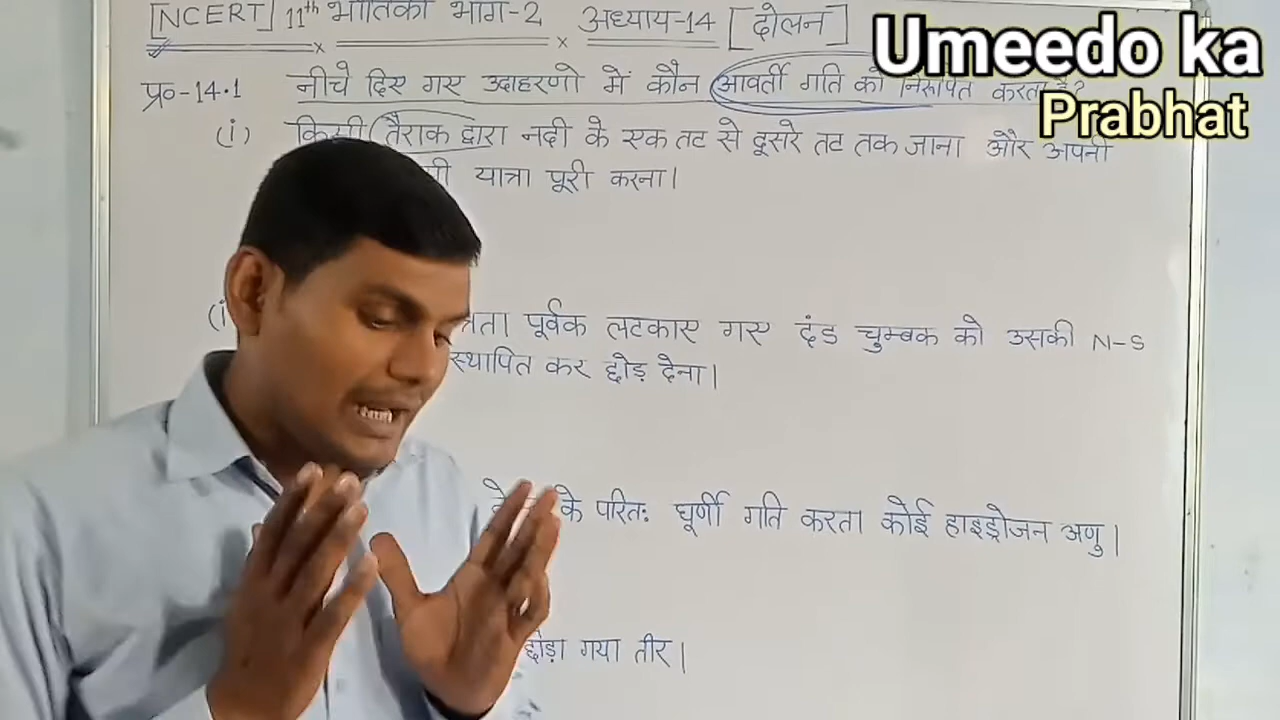 [NCERT] 11th भौतिकी भाग-2 अध्याय-14 [दोलन]
Umeedo ka
Prabhat
प्र०-14.1 नीचे दिए गए उदाहरणो में कौन आवर्ती गति को निरूपित करता है?
(i) किसी तैराक द्वारा नदी के एक तट से दूसरे तट तक जाना और अपनी
यात्रा पूरी करना।
पूर्वक लटकाए गए दंड चुम्बक को उसकी N-S
स्थापित कर छोड़ देना।
के परितः घूर्णी गति करता कोई हाइड्रोजन अणु।
छोड़ा गया तीर।